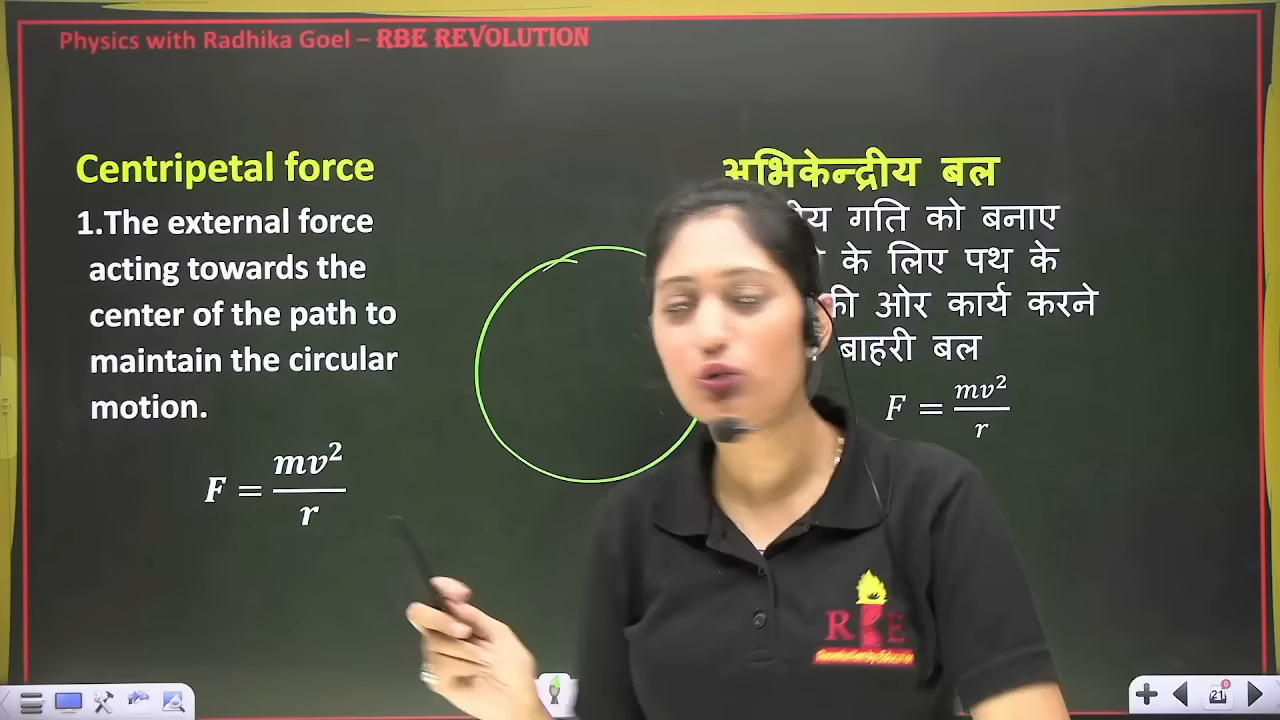 Physics with Radhika Goel – RBE REVOLUTION
Centripetal force
1.The external force
acting towards the
center of the path to
maintain the circular
motion.
F = mv²/r
अभिकेन्द्रीय बल
गति को बनाए
के लिए पथ के
की ओर कार्य करने
बाहरी बल
F = mv²/r
RBE
21